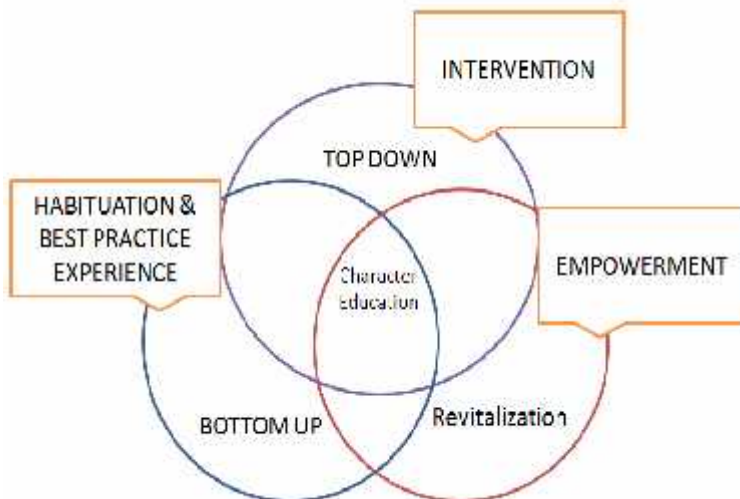 INTERVENTION
TOP DOWN
HABITUATION &
BEST PRACTICE
EXPERIENCE
EMPOWERMENT
Character
Education
BOTTOM UP
Revitalization